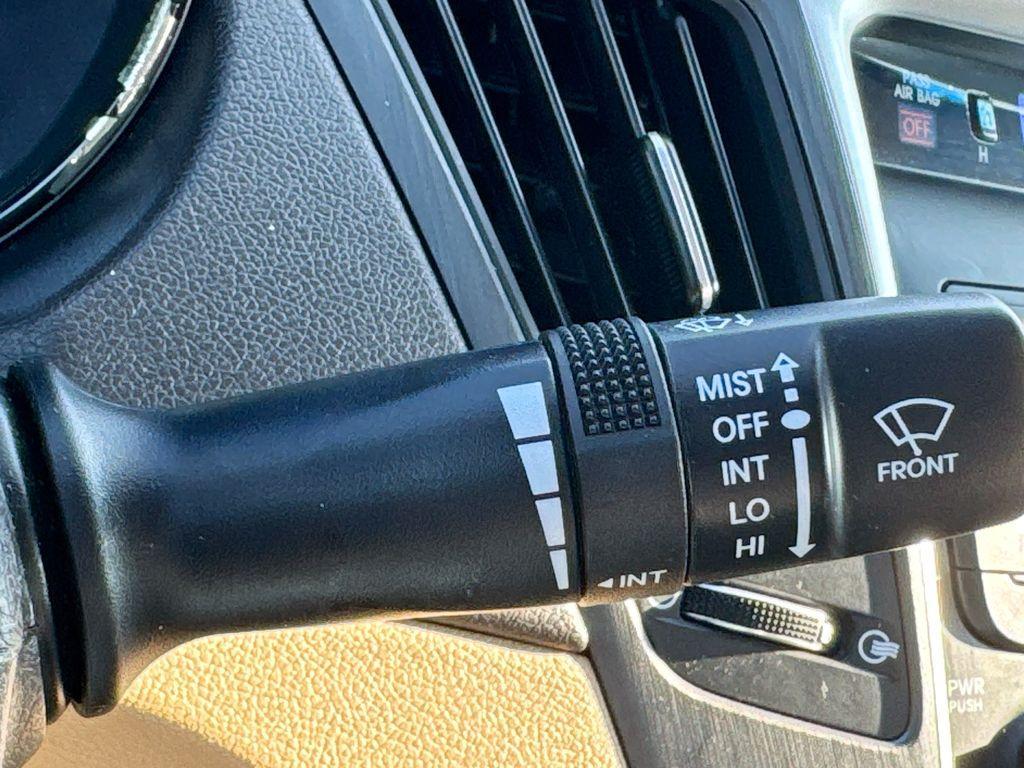 PASS
AIR BAG
OFF
H
MIST
OFF
INT
LO
HI
FRONT
INT
PWR
PUSH